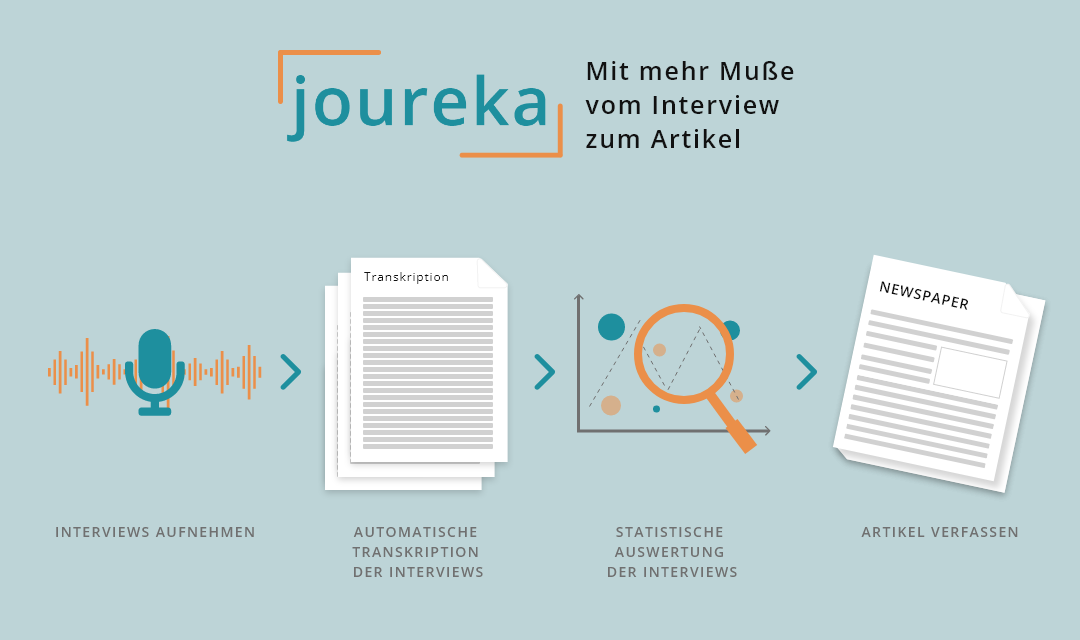 joureka
Mit mehr Muße
vom Interview
zum Artikel
Transkription
NEWSPAPER
INTERVIEWS AUFNEHMEN
AUTOMATISCHE
TRANSKRIPTION
DER INTERVIEWS
STATISTISCHE
AUSWERTUNG
DER INTERVIEWS
ARTIKEL VERFASSEN